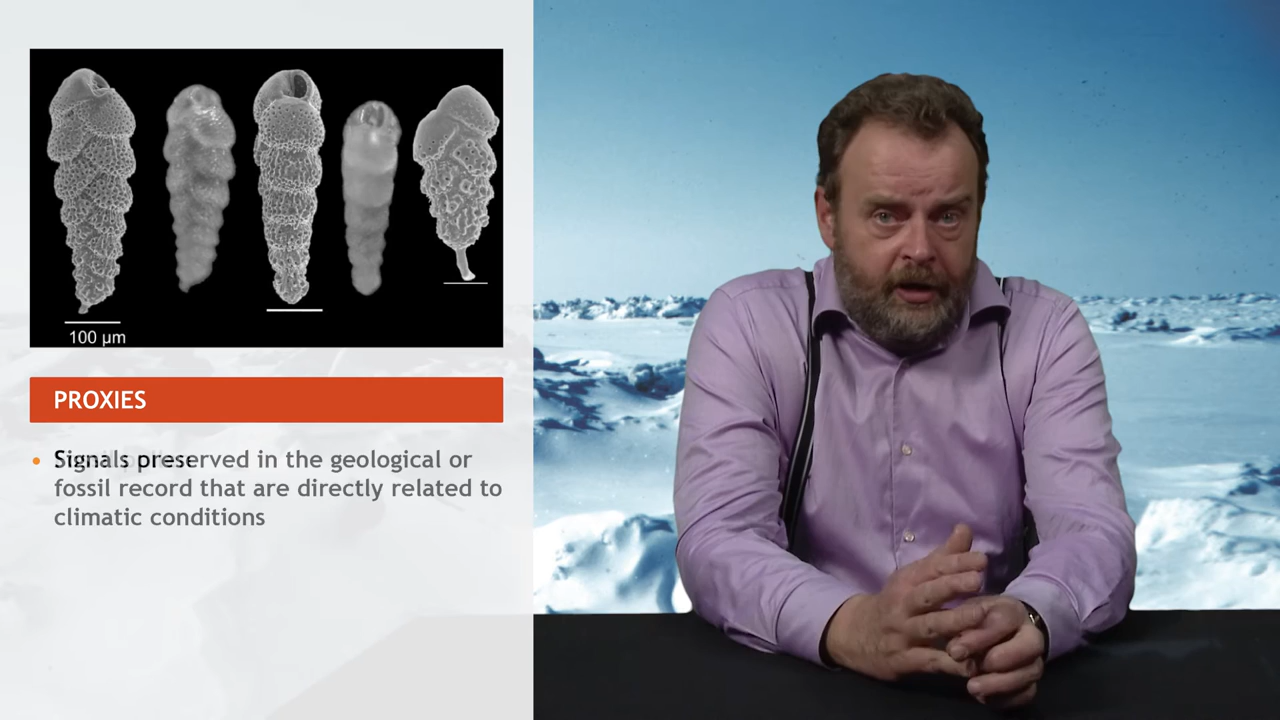 100 µm
PROXIES
• Signals preserved in the geological or
fossil record that are directly related to
climatic conditions